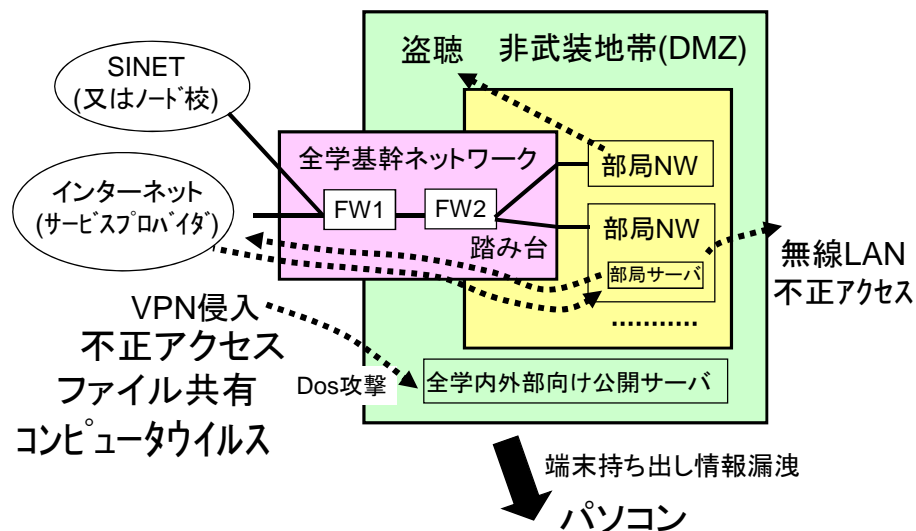 盗聴
非武装地帯(DMZ)
SINET
(又はノード校)
全学基幹ネットワーク
部局NW
インターネット
(サービスプロバイダ)
FW1
FW2
部局NW
踏み台
部局サーバ
無線LAN
不正アクセス
...........
VPN侵入
不正アクセス
ファイル共有
コンピュータウイルス
Dos攻撃
全学内外部向け公開サーバ
端末持ち出し情報漏洩
パソコン